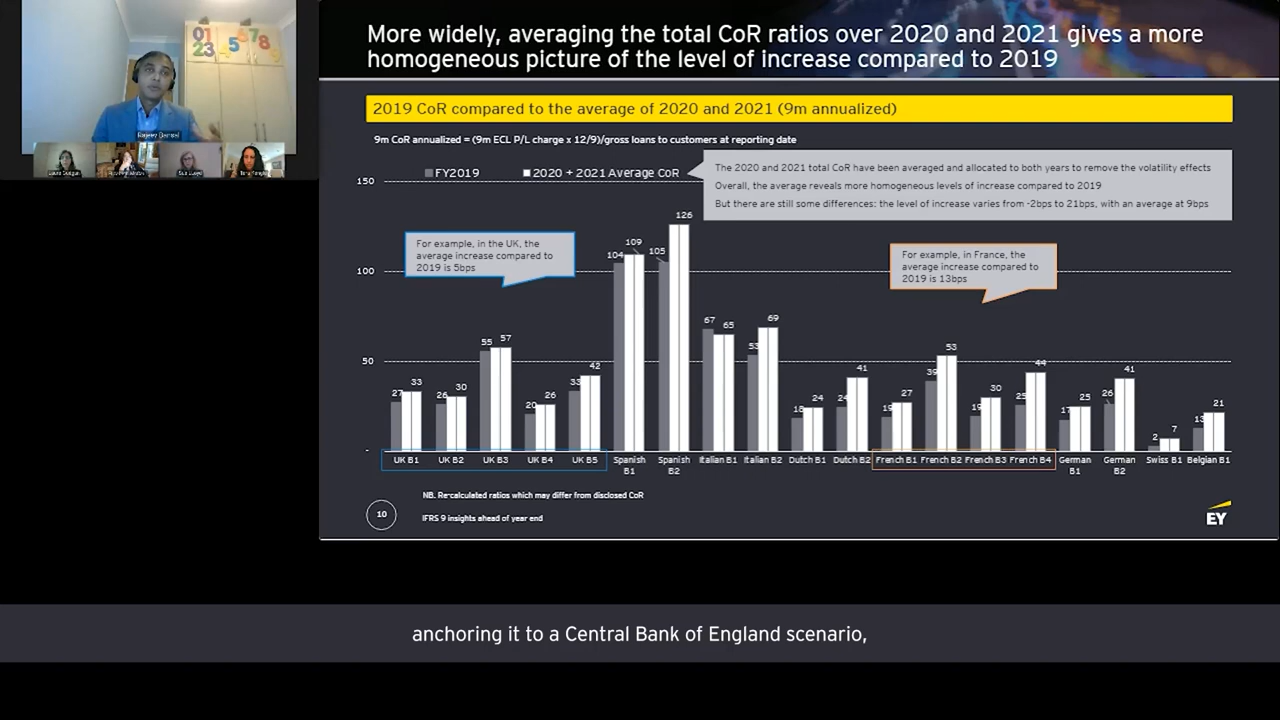 More widely, averaging the total CoR ratios over 2020 and 2021 gives a more
homogeneous picture of the level of increase compared to 2019
2019 CoR compared to the average of 2020 and 2021 (9m annualized)
9m CoR annualized = (9m ECL P/L charge x 12/9)/gross loans to customers at reporting date
FY2019
2020 + 2021 Average CoR
The 2020 and 2021 total CoR have been averaged and allocated to both years to remove the volatility effects
Overall, the average reveals more homogeneous levels of increase compared to 2019
But there are still some differences: the level of increase varies from -2bps to 21bps, with an average at 9bps
For example, in the UK, the
average increase compared to
2019 is 5bps
For example, in France, the
average increase compared to
2019 is 13bps
150
100
50
-
27 33 26 30 55 57 20 26 33 42 104 109 105 126 67 65 53 69 18 24 24 41 19 27 39 53 19 30 25 44 17 25 26 41 2 7 13 21
UK B1 UK B2 UK B3 UK B4 UK B5 Spanish B1 Spanish B2 Italian B1 Italian B2 Dutch B1 Dutch B2 French B1 French B2 French B3 French B4 German B1 German B2 Swiss B1 Belgian B1
NB. Re-calculated ratios which may differ from disclosed CoR
10
IFRS 9 insights ahead of year end
EY
01
23
5
6
7
8
9
anchoring it to a Central Bank of England scenario,